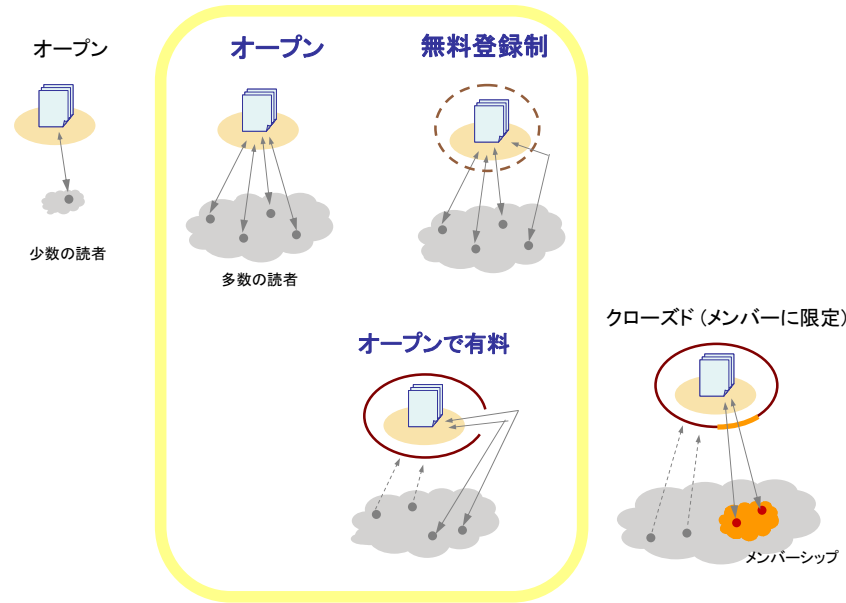 オープン
オープン
無料登録制
少数の読者
多数の読者
オープンで有料
クローズド(メンバーに限定)
メンバーシップ